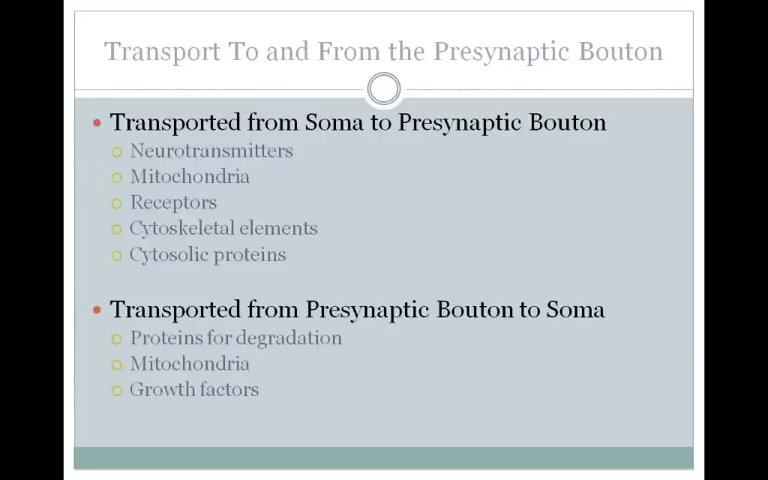 Transport To and From the Presynaptic Bouton
Transported from Soma to Presynaptic Bouton
Neurotransmitters
Mitochondria
Receptors
Cytoskeletal elements
Cytosolic proteins
Transported from Presynaptic Bouton to Soma
Proteins for degradation
Mitochondria
Growth factors